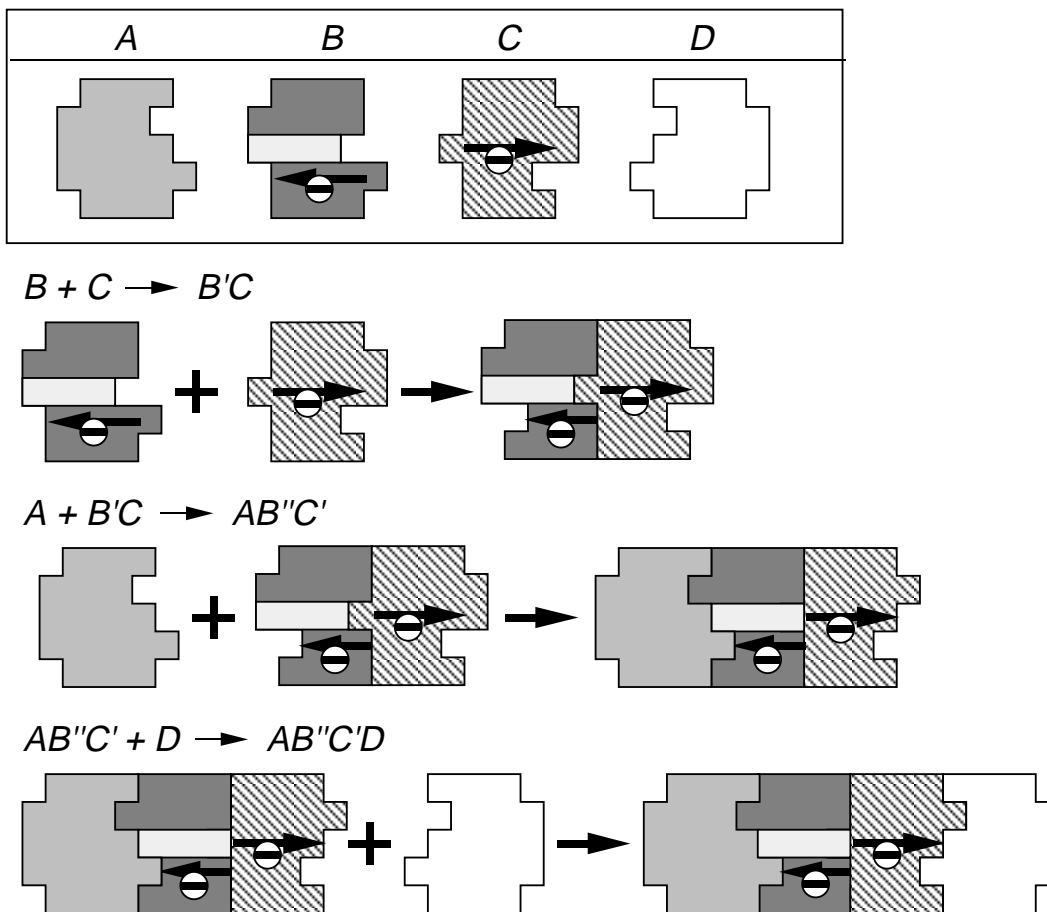 A B C D
B + C → B'C
A + B'C → AB''C'
AB''C' + D → AB''C'D